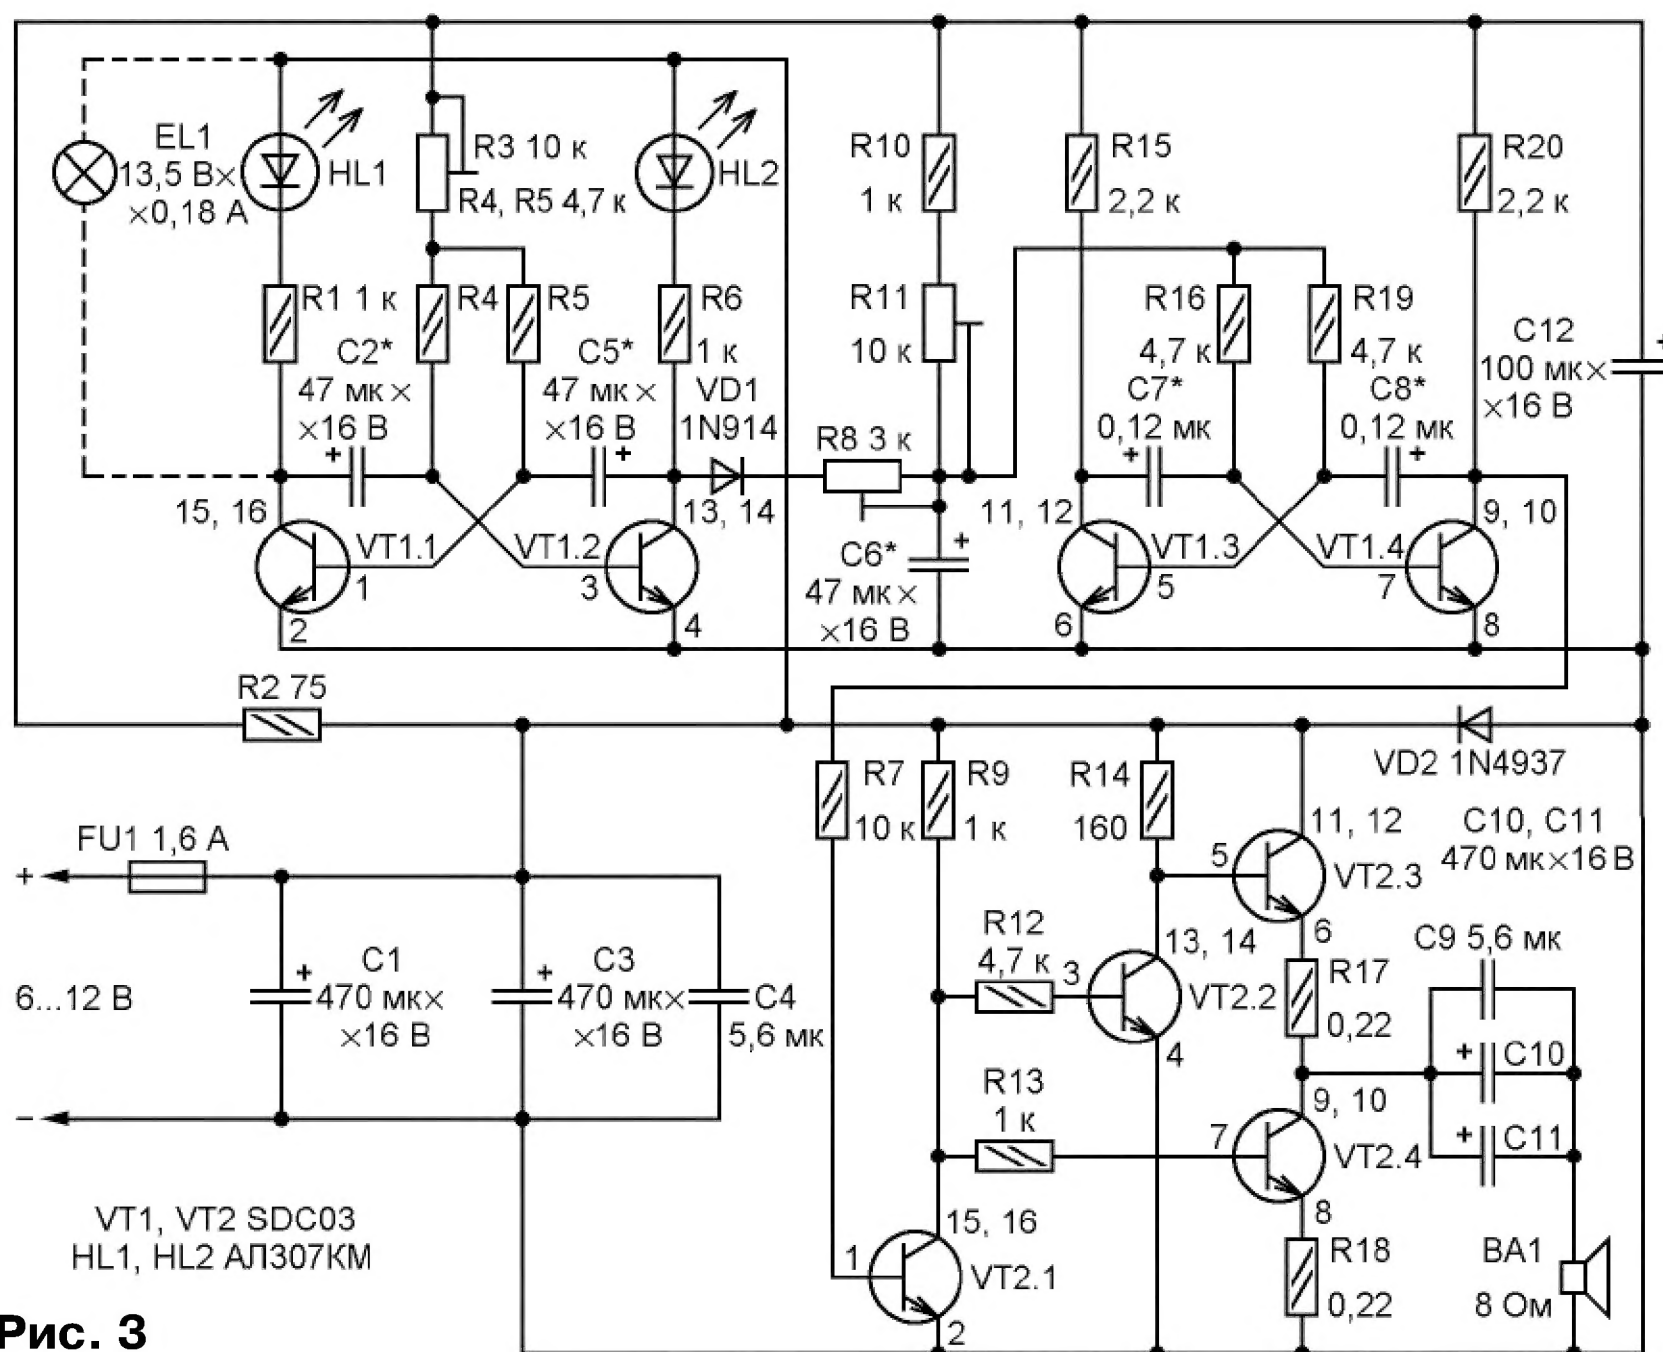 EL1
13,5 В×
×0,18 А
HL1
R3 10 к
R4, R5 4,7 к
HL2
R10
1 к
R15
2,2 к
R20
2,2 к
R1 1 к
R4
R5
R6
1 к
C2*
47 мк ×
×16 В
+
C5*
47 мк ×
×16 В
+
VD1
1N914
R11
10 к
R8 3 к
R16
4,7 к
R19
4,7 к
C7*
0,12 мк
+
C8*
0,12 мк
+
C12
100 мк×
×16 В
+
15, 16
VT1.1
1
2
VT1.2
3
13, 14
4
C6*
47 мк ×
×16 В
+
11, 12
VT1.3
5
6
VT1.4
7
9, 10
8
R2 75
VD2 1N4937
R7
10 к
R9
1 к
R14
160
11, 12
5
VT2.3
6
C10, C11
470 мк×16 В
FU1 1,6 А
+
6...12 В
−
C1
470 мк×
×16 В
+
C3
470 мк×
×16 В
+
C4
5,6 мк
R12
4,7 к
3
13, 14
VT2.2
4
R17
0,22
C9 5,6 мк
+
C10
+
C11
R13
1 к
7
9, 10
VT2.4
8
15, 16
1
VT2.1
2
R18
0,22
BA1
8 Ом
VT1, VT2 SDC03
HL1, HL2 АЛ307КМ
Рис. 3